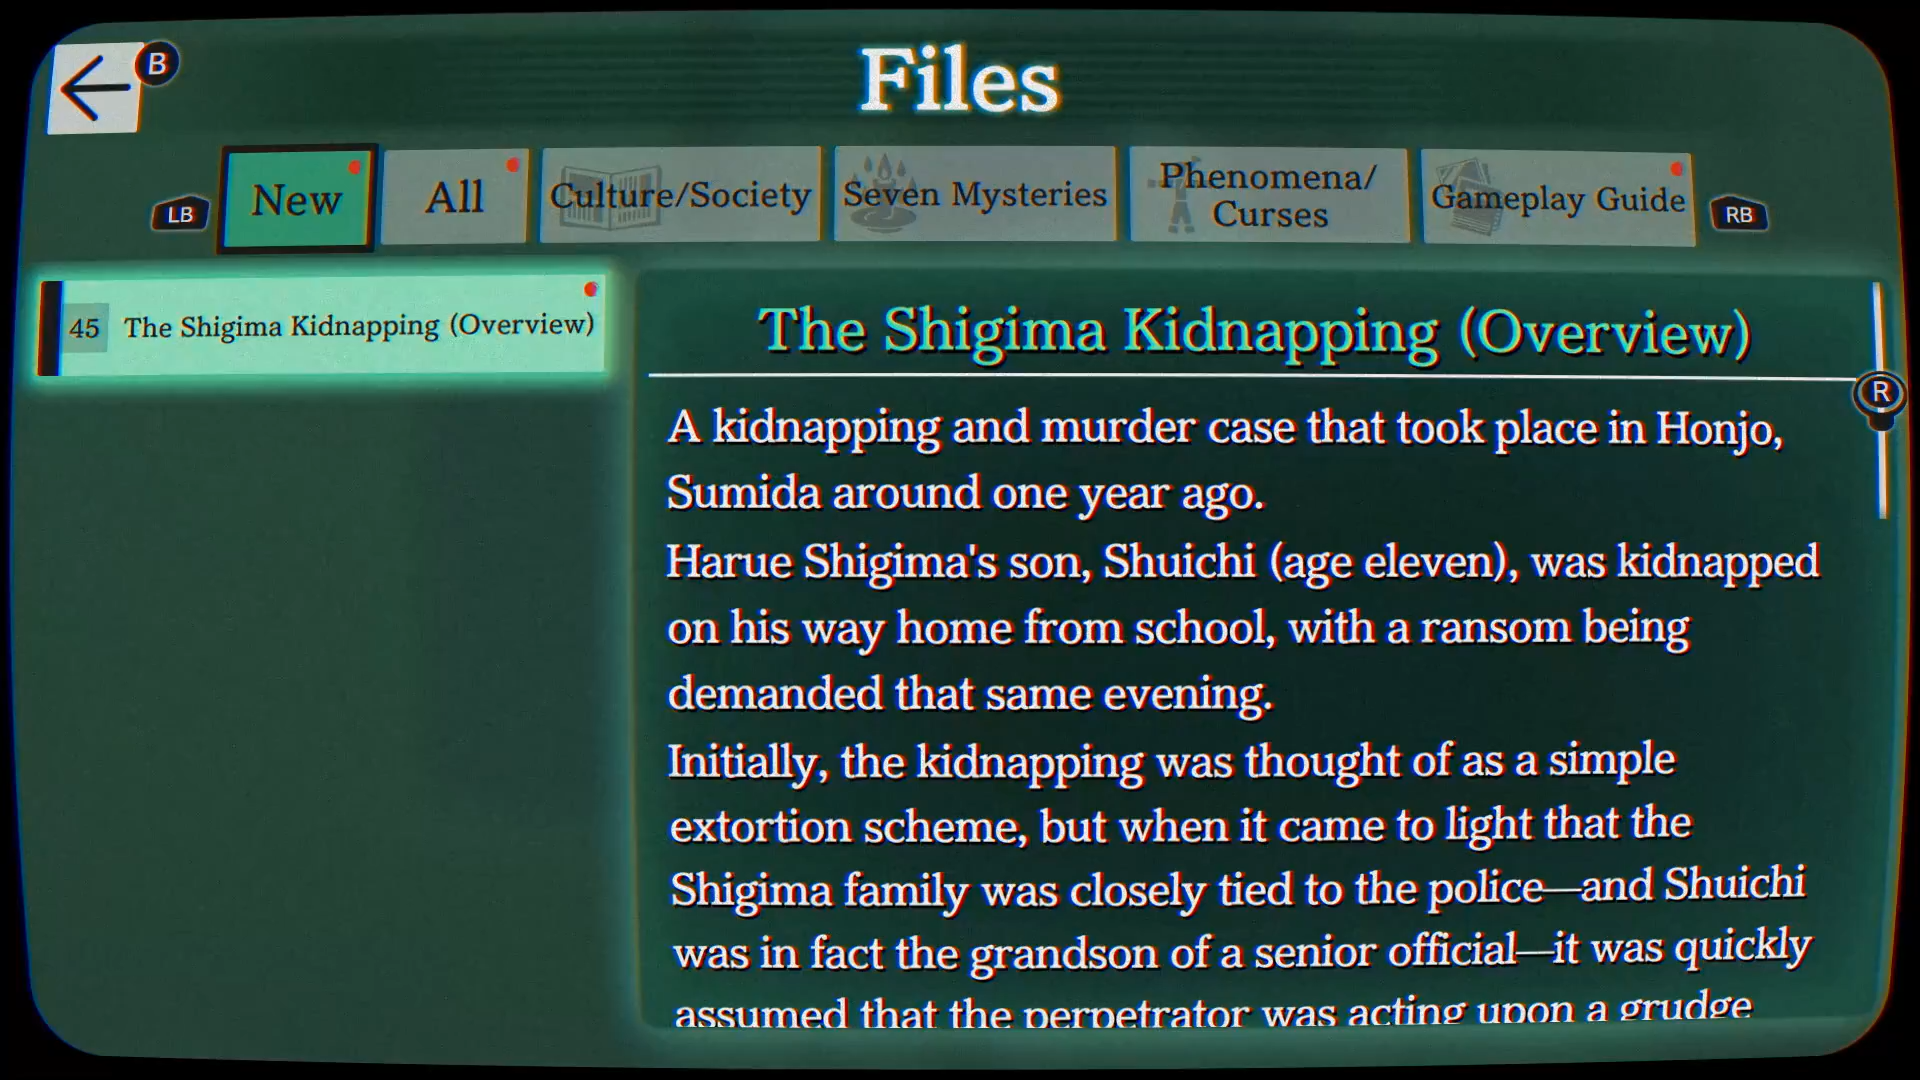 B
Files
LB
New
All
Culture/Society
Seven Mysteries
Phenomena/
Curses
Gameplay Guide
RB
45 The Shigima Kidnapping (Overview)
The Shigima Kidnapping (Overview)
R
A kidnapping and murder case that took place in Honjo,
Sumida around one year ago.
Harue Shigima's son, Shuichi (age eleven), was kidnapped
on his way home from school, with a ransom being
demanded that same evening.
Initially, the kidnapping was thought of as a simple
extortion scheme, but when it came to light that the
Shigima family was closely tied to the police—and Shuichi
was in fact the grandson of a senior official—it was quickly
assumed that the perpetrator was acting upon a grudge